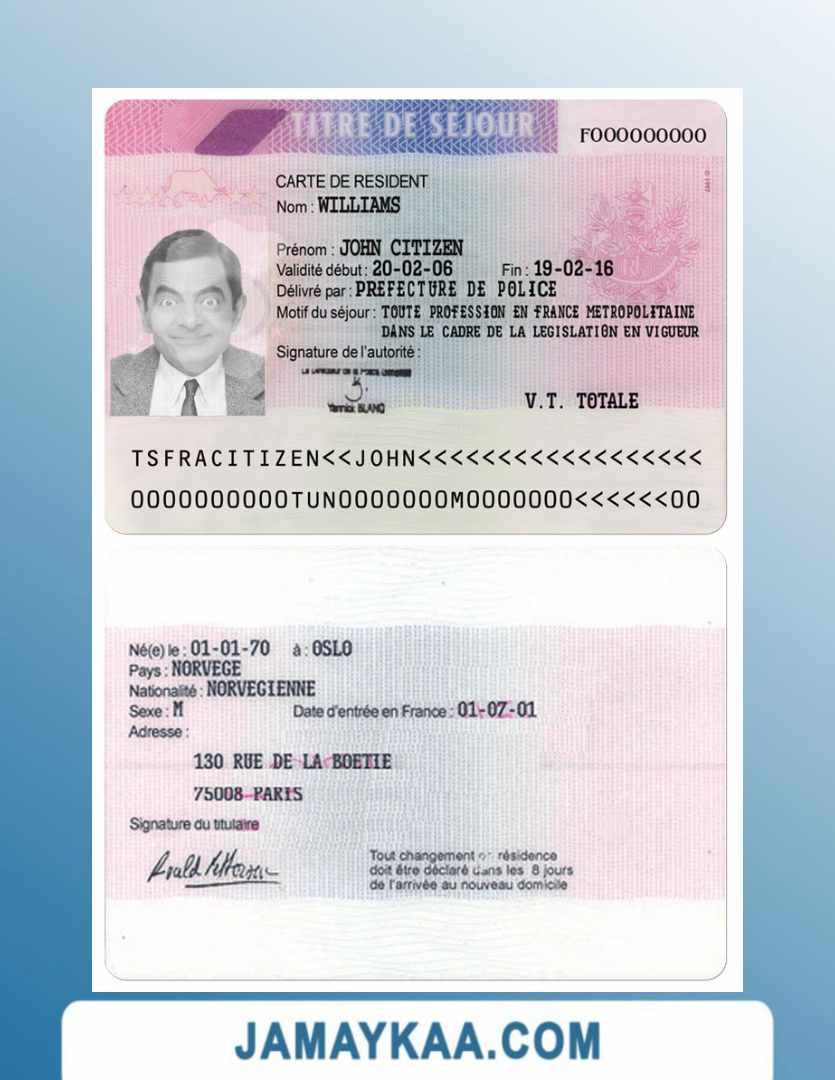 TITRE DE SÉJOUR F000000000
CARTE DE RESIDENT
Nom : WILLIAMS
Prénom : JOHN CITIZEN
Validité début : 20-02-06 Fin : 19-02-16
Délivré par : PREFECTURE DE POLICE
Motif du séjour : TOUTE PROFESSION EN FRANCE METROPOLITAINE
DANS LE CADRE DE LA LEGISLATION EN VIGUEUR
Signature de l'autorité :
Yannick BLANC
V.T. TOTALE
TSFRACITIZEN<<JOHN<<<<<<<<<<<<<<<<<<
0000000000TUN0000000M0000000<<<<<<00
Né(e) le : 01-01-70 à : OSLO
Pays : NORVEGE
Nationalité : NORVEGIENNE
Sexe : M Date d'entrée en France : 01-07-01
Adresse :
130 RUE DE LA BOETIE
75008 PARIS
Signature du titulaire
Tout changement de résidence
doit être déclaré dans les 8 jours
de l'arrivée au nouveau domicile
JAMAYKAA.COM